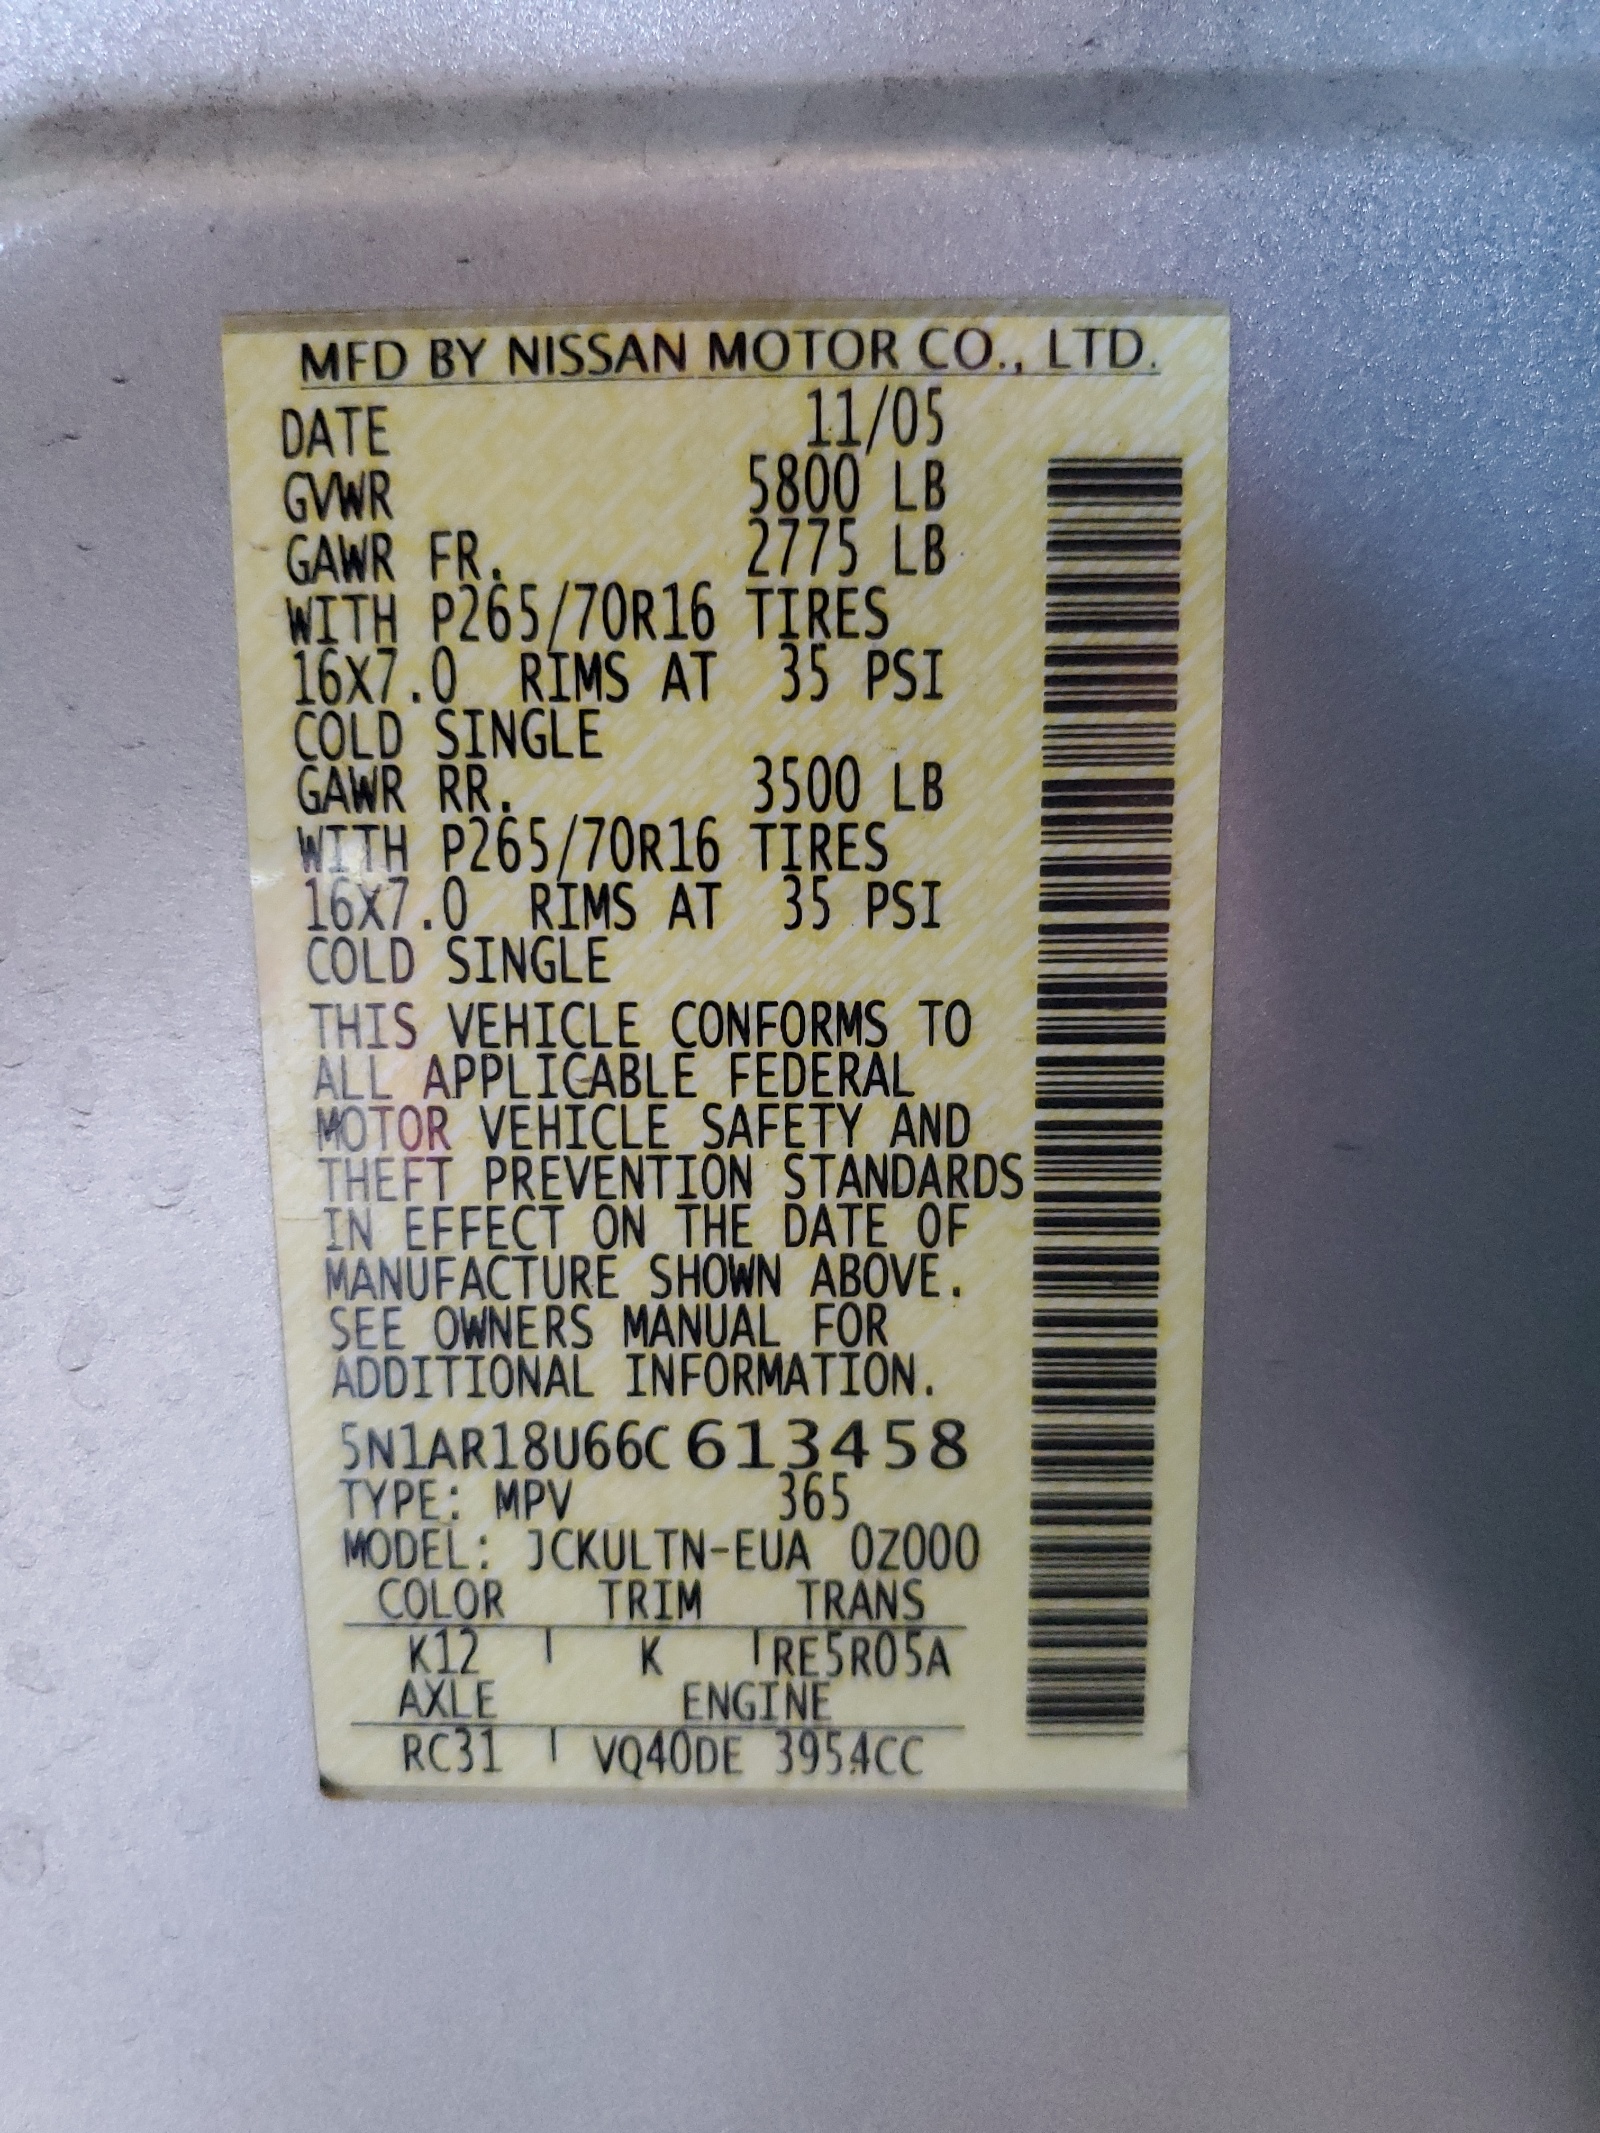 MFD BY NISSAN MOTOR CO., LTD.
DATE 11/05
GVWR 5800 LB
GAWR FR. 2775 LB
WITH P265/70R16 TIRES
16X7.0 RIMS AT 35 PSI
COLD SINGLE
GAWR RR. 3500 LB
WITH P265/70R16 TIRES
16X7.0 RIMS AT 35 PSI
COLD SINGLE
THIS VEHICLE CONFORMS TO
ALL APPLICABLE FEDERAL
MOTOR VEHICLE SAFETY AND
THEFT PREVENTION STANDARDS
IN EFFECT ON THE DATE OF
MANUFACTURE SHOWN ABOVE.
SEE OWNERS MANUAL FOR
ADDITIONAL INFORMATION.
5N1AR18U66C613458
TYPE: MPV 365
MODEL: JCKULTN-EUA 0Z000
COLOR TRIM TRANS
K12 K RE5R05A
AXLE ENGINE
RC31 VQ40DE 3954CC